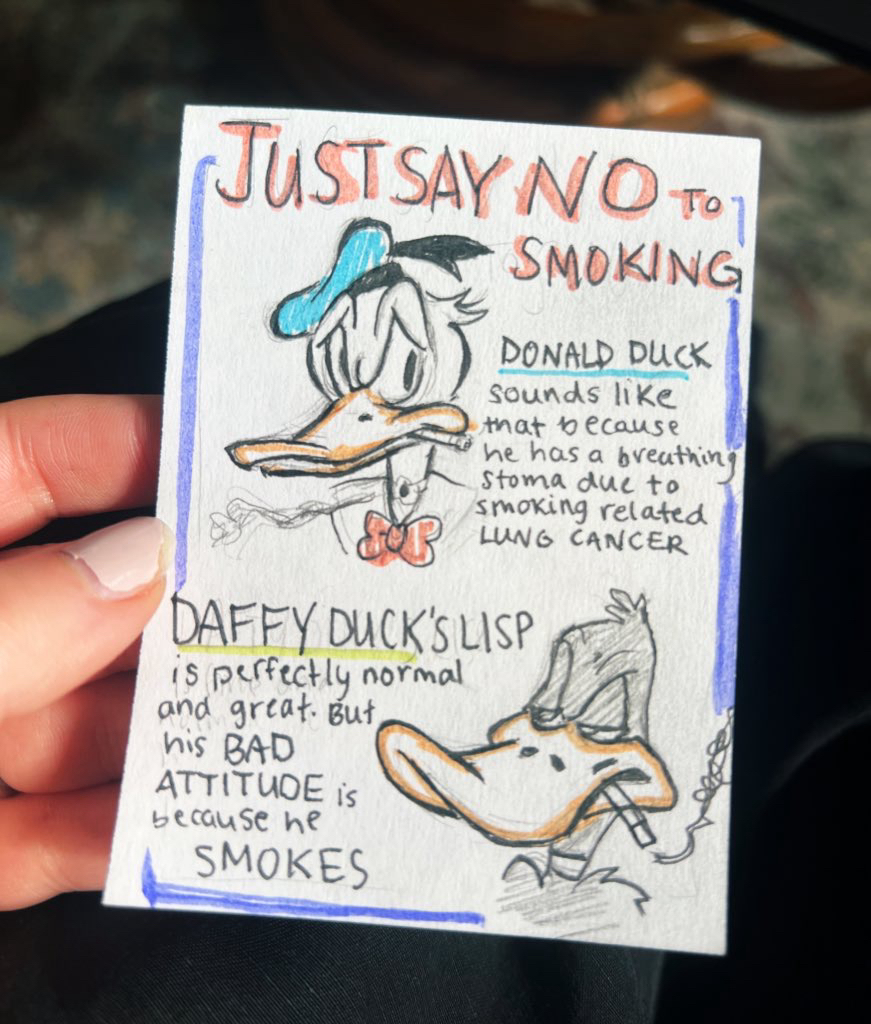 JUST SAY NO TO
SMOKING
DONALD DUCK
sounds like
that because
he has a breathing
stoma due to
smoking related
LUNG CANCER
DAFFY DUCK'S LISP
is perfectly normal
and great. But
his BAD
ATTITUDE is
because he
SMOKES